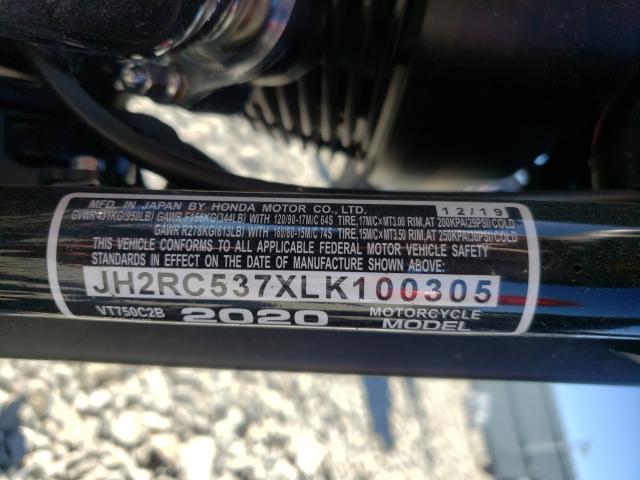 MFD. IN JAPAN BY HONDA MOTOR CO., LTD. 12/19
GVWR 431KG(950LB) GAWR F156KG(344LB) WITH 120/90-17M/C 64S TIRE, 17M/C×MT3.00 RIM, AT 200KPA(29PSI)COLD
GAWR R278KG(613LB) WITH 160/80-15M/C 74S TIRE, 15M/C×MT3.50 RIM, AT 250KPA(36PSI)COLD
THIS VEHICLE CONFORMS TO ALL APPLICABLE FEDERAL MOTOR VEHICLE SAFETY
STANDARDS IN EFFECT ON THE DATE OF MANUFACTURE SHOWN ABOVE.
JH2RC537XLK100305
VT750C2B 2020 MOTORCYCLE
MODEL